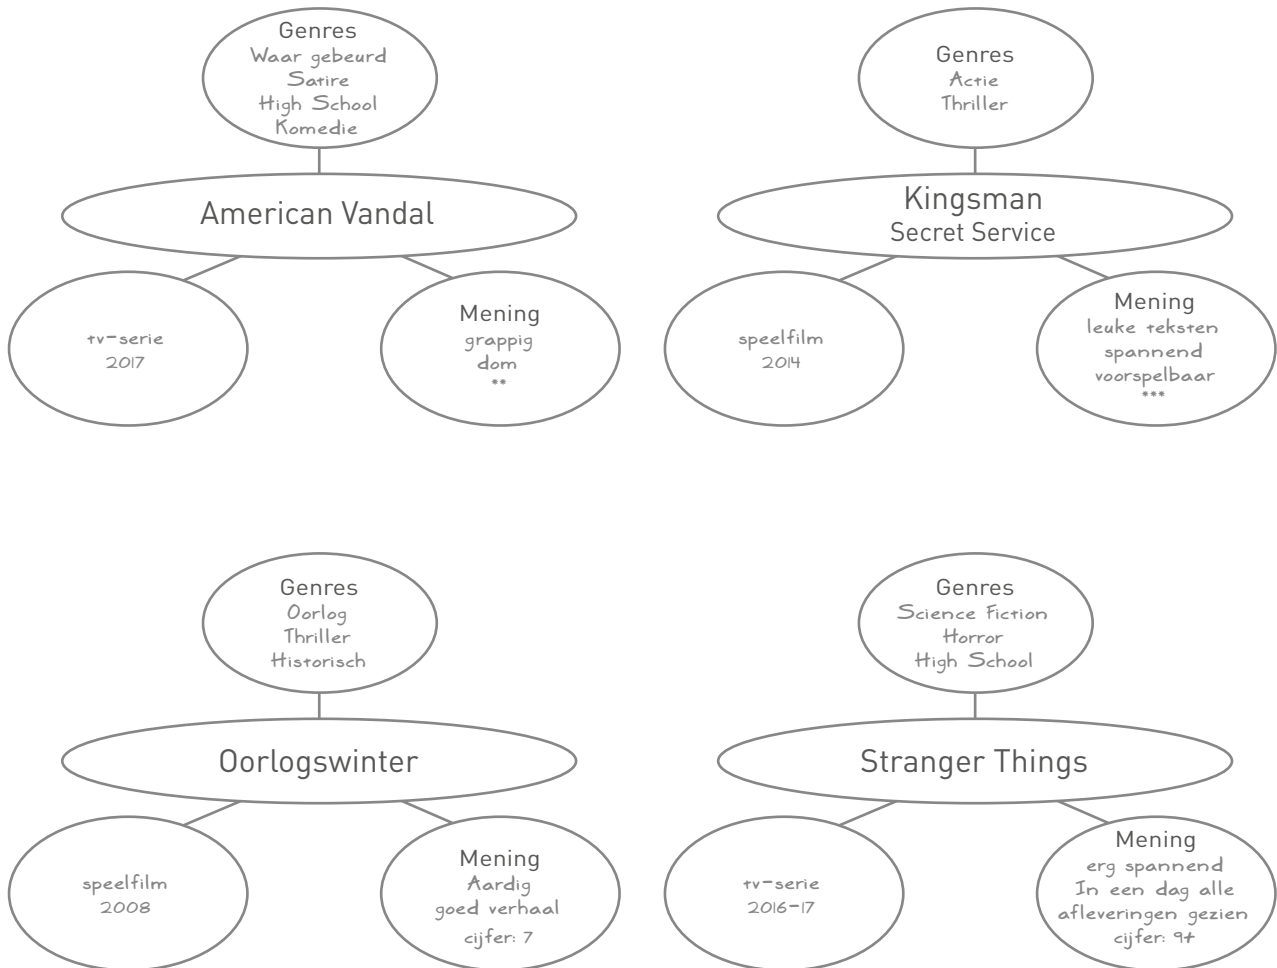 Genres
Waar gebeurd
Satire
High School
Komedie
American Vandal
tv-serie
2017
Mening
grappig
dom
**
Genres
Actie
Thriller
Kingsman
Secret Service
speelfilm
2014
Mening
leuke teksten
spannend
voorspelbaar
***
Genres
Oorlog
Thriller
Historisch
Oorlogswinter
speelfilm
2008
Mening
Aardig
goed verhaal
cijfer: 7
Genres
Science Fiction
Horror
High School
Stranger Things
tv-serie
2016-17
Mening
erg spannend
In een dag alle
afleveringen gezien
cijfer: 9+